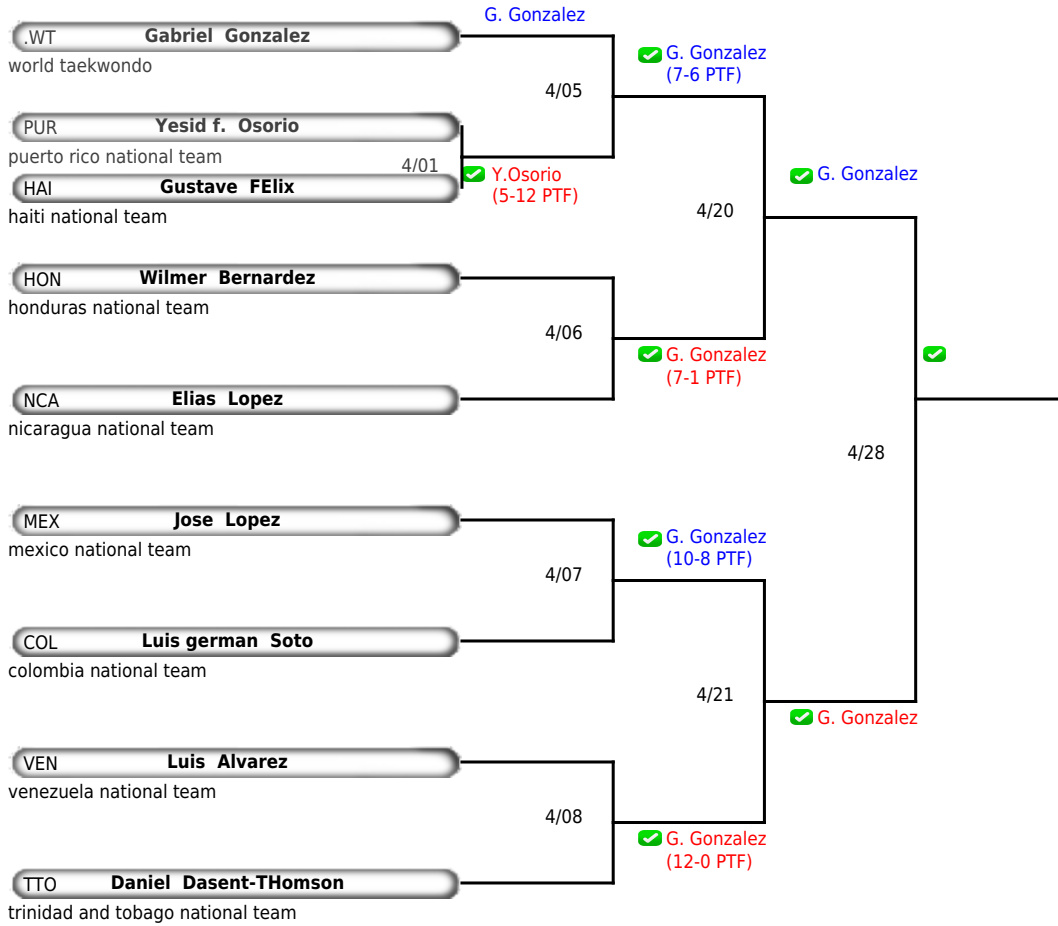 G. Gonzalez
.WT Gabriel Gonzalez
world taekwondo
G. Gonzalez
(7-6 PTF)
4/05
PUR Yesid f. Osorio
puerto rico national team
4/01
Y.Osorio
(5-12 PTF)
HAI Gustave FElix
haiti national team
G. Gonzalez
4/20
HON Wilmer Bernardez
honduras national team
4/06
G. Gonzalez
(7-1 PTF)
NCA Elias Lopez
nicaragua national team
4/28
MEX Jose Lopez
mexico national team
G. Gonzalez
(10-8 PTF)
4/07
COL Luis german Soto
colombia national team
4/21
G. Gonzalez
VEN Luis Alvarez
venezuela national team
4/08
G. Gonzalez
(12-0 PTF)
TTO Daniel Dasent-THomson
trinidad and tobago national team